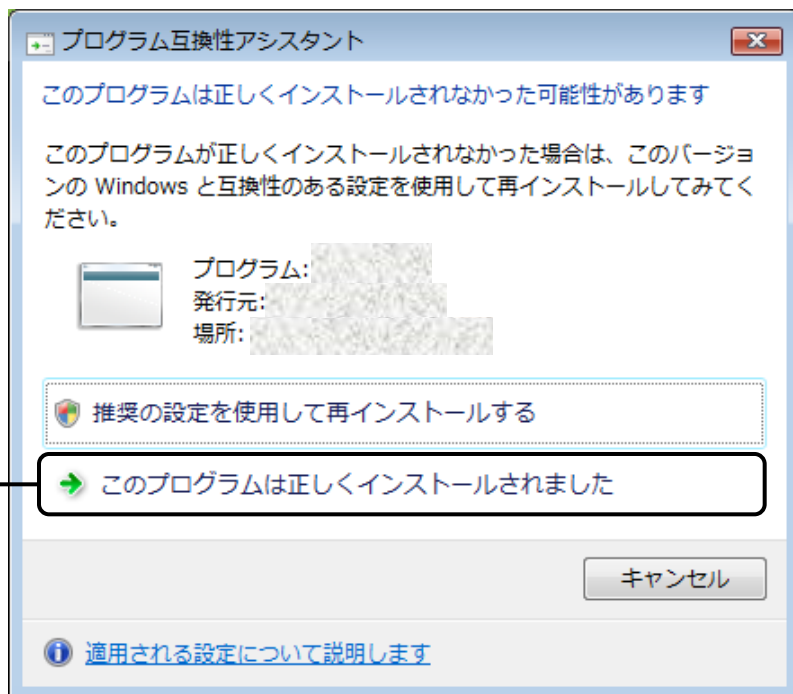 プログラム互換性アシスタント
このプログラムは正しくインストールされなかった可能性があります
このプログラムが正しくインストールされなかった場合は、このバージョ
ンの Windows と互換性のある設定を使用して再インストールしてみてく
ださい。
プログラム:
発行元:
場所:
推奨の設定を使用して再インストールする
このプログラムは正しくインストールされました
キャンセル
適用される設定について説明します